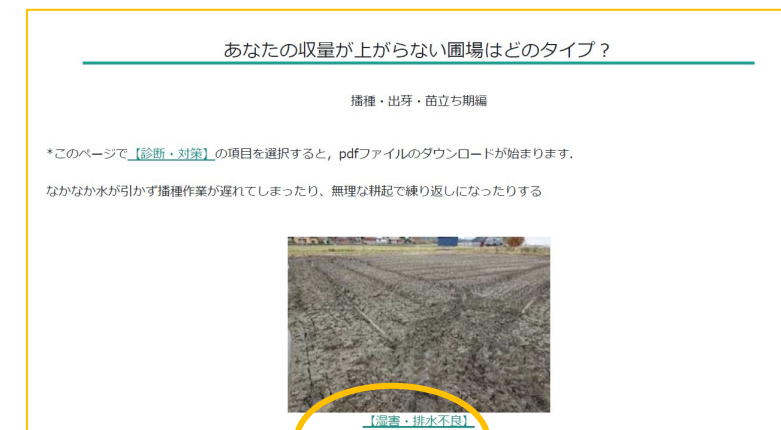 あなたの収量が上がらない圃場はどのタイプ？
播種・出芽・苗立ち期編
*このページで【診断・対策】の項目を選択すると，pdfファイルのダウンロードが始まります．
なかなか水が引かず播種作業が遅れてしまったり、無理な耕起で練り返しになったりする
【湿害・排水不良】